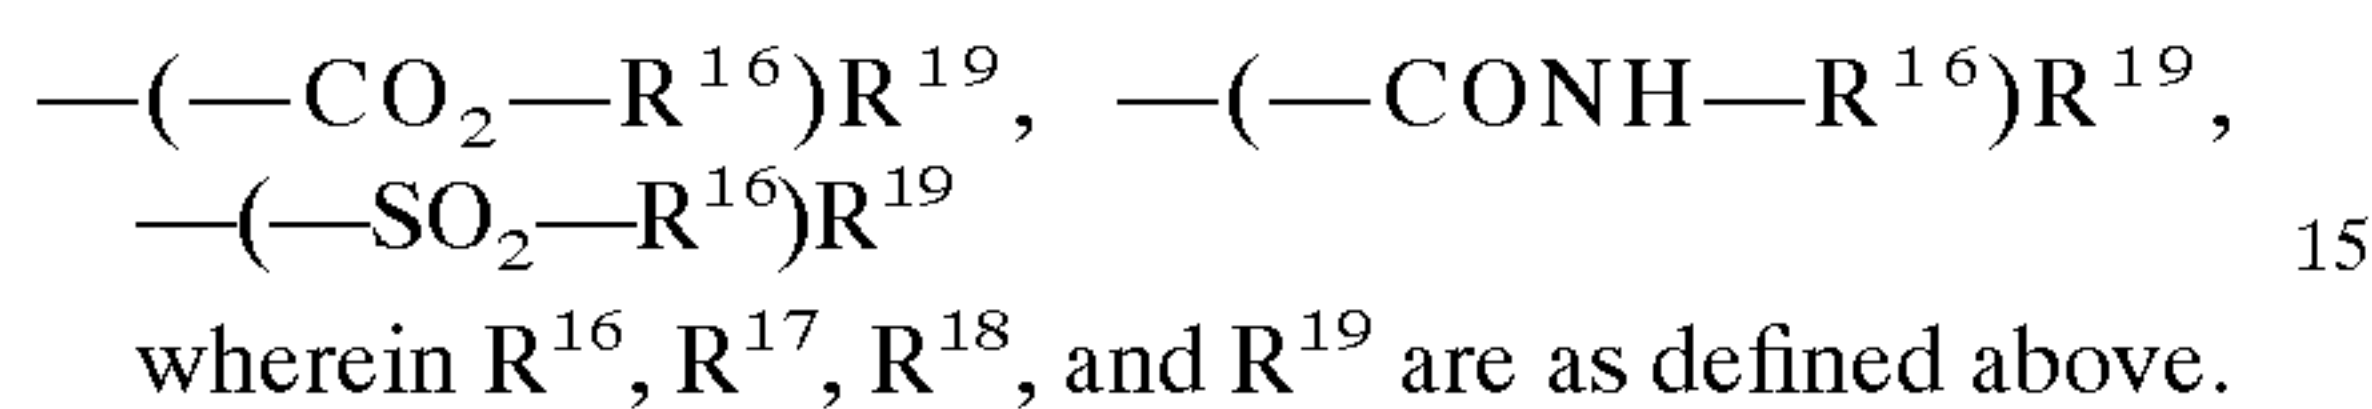 —(—CO₂—R¹⁶)R¹⁹, —(—CONH—R¹⁶)R¹⁹,
—(—SO₂—R¹⁶)R¹⁹
15
wherein R¹⁶, R¹⁷, R¹⁸, and R¹⁹ are as defined above.